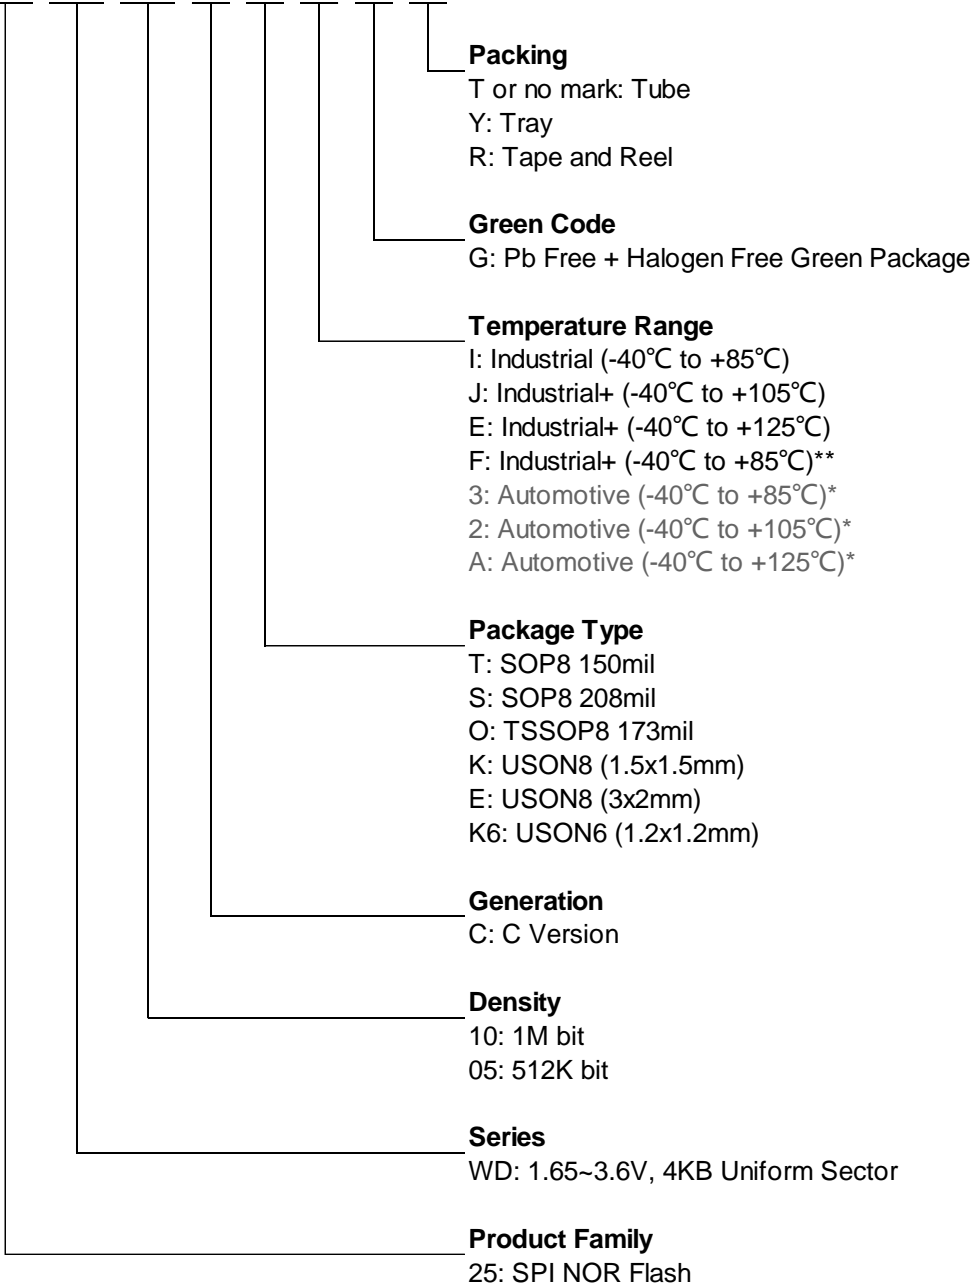 Packing
T or no mark: Tube
Y: Tray
R: Tape and Reel
Green Code
G: Pb Free + Halogen Free Green Package
Temperature Range
I: Industrial (-40℃ to +85℃)
J: Industrial+ (-40℃ to +105℃)
E: Industrial+ (-40℃ to +125℃)
F: Industrial+ (-40℃ to +85℃)**
3: Automotive (-40℃ to +85℃)*
2: Automotive (-40℃ to +105℃)*
A: Automotive (-40℃ to +125℃)*
Package Type
T: SOP8 150mil
S: SOP8 208mil
O: TSSOP8 173mil
K: USON8 (1.5x1.5mm)
E: USON8 (3x2mm)
K6: USON6 (1.2x1.2mm)
Generation
C: C Version
Density
10: 1M bit
05: 512K bit
Series
WD: 1.65~3.6V, 4KB Uniform Sector
Product Family
25: SPI NOR Flash